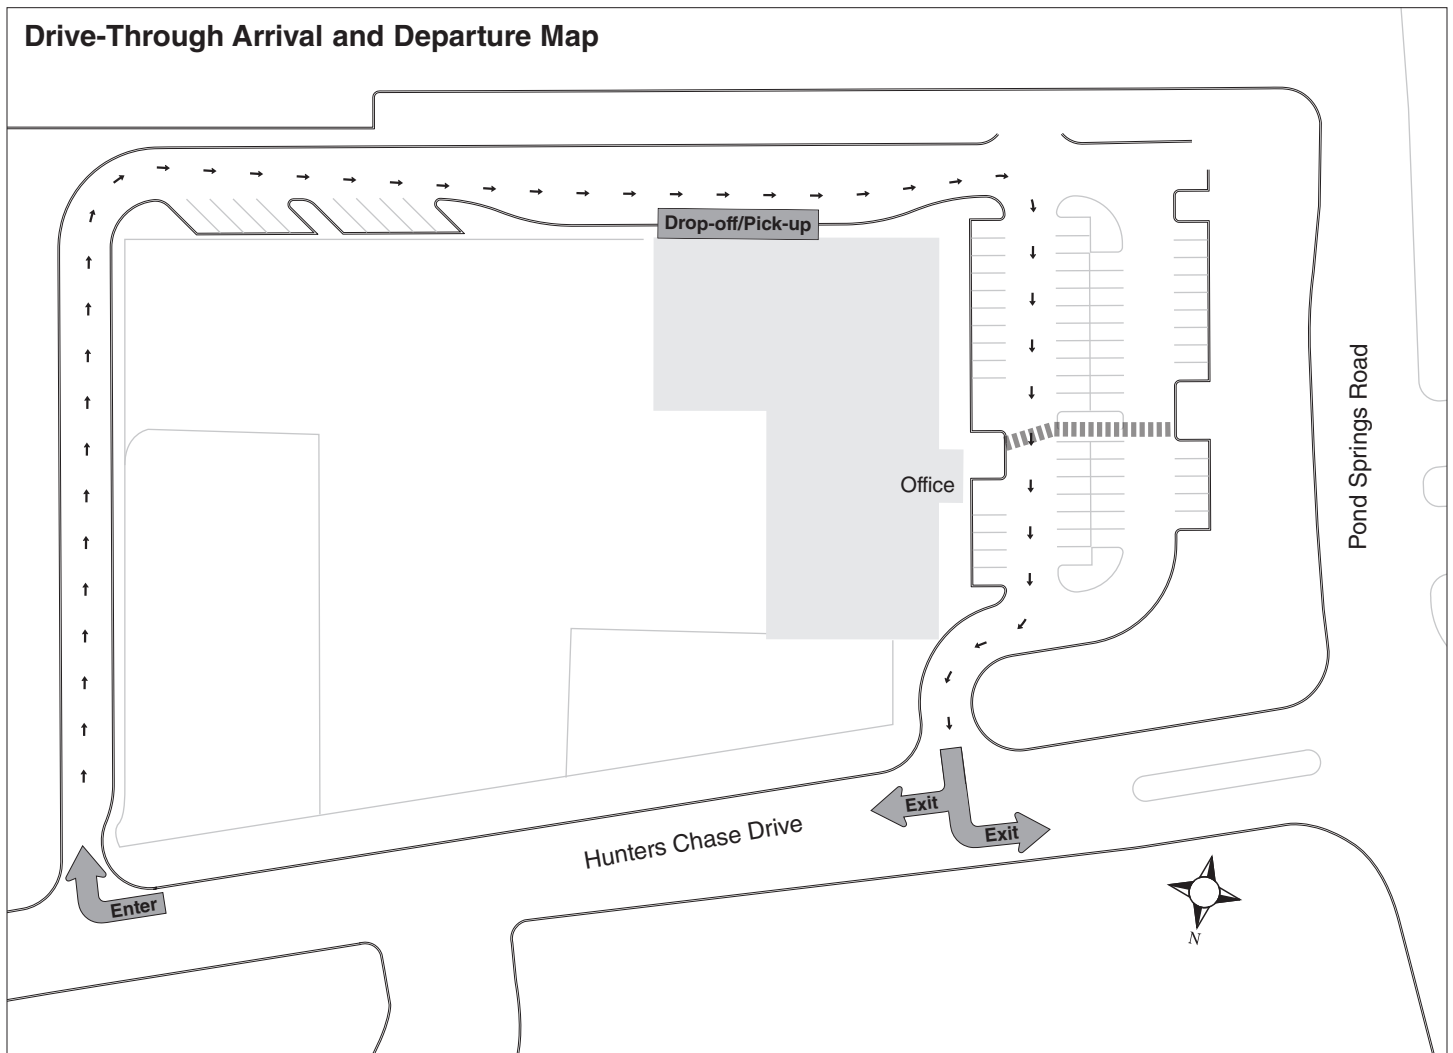 Drive-Through Arrival and Departure Map
Drop-off/Pick-up
Office
Pond Springs Road
Exit
Exit
Hunters Chase Drive
Enter
N